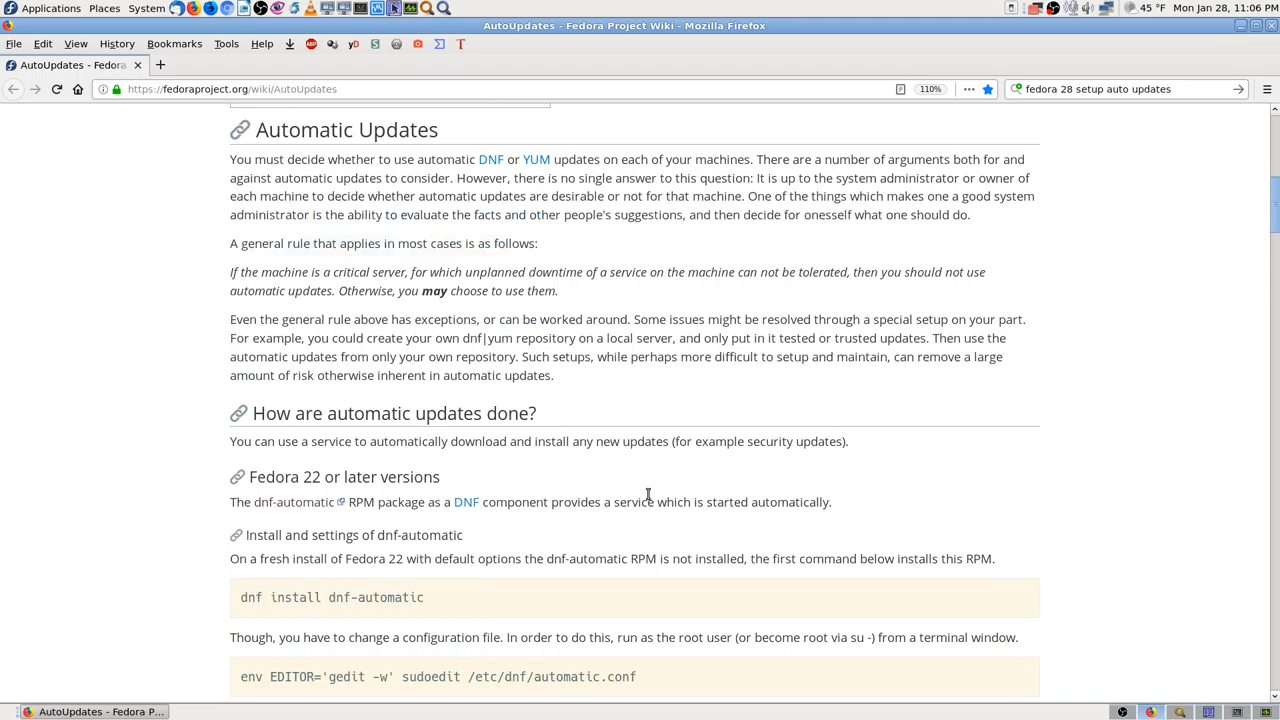 Applications Places System 45 °F Mon Jan 28, 11:06 PM
AutoUpdates - Fedora Project Wiki - Mozilla Firefox
File Edit View History Bookmarks Tools Help
AutoUpdates - Fedora
https://fedoraproject.org/wiki/AutoUpdates 110% fedora 28 setup auto updates
Automatic Updates
You must decide whether to use automatic DNF or YUM updates on each of your machines. There are a number of arguments both for and
against automatic updates to consider. However, there is no single answer to this question: It is up to the system administrator or owner of
each machine to decide whether automatic updates are desirable or not for that machine. One of the things which makes one a good system
administrator is the ability to evaluate the facts and other people's suggestions, and then decide for onesself what one should do.
A general rule that applies in most cases is as follows:
If the machine is a critical server, for which unplanned downtime of a service on the machine can not be tolerated, then you should not use
automatic updates. Otherwise, you may choose to use them.
Even the general rule above has exceptions, or can be worked around. Some issues might be resolved through a special setup on your part.
For example, you could create your own dnf|yum repository on a local server, and only put in it tested or trusted updates. Then use the
automatic updates from only your own repository. Such setups, while perhaps more difficult to setup and maintain, can remove a large
amount of risk otherwise inherent in automatic updates.
How are automatic updates done?
You can use a service to automatically download and install any new updates (for example security updates).
Fedora 22 or later versions
The dnf-automatic RPM package as a DNF component provides a service which is started automatically.
Install and settings of dnf-automatic
On a fresh install of Fedora 22 with default options the dnf-automatic RPM is not installed, the first command below installs this RPM.
dnf install dnf-automatic
Though, you have to change a configuration file. In order to do this, run as the root user (or become root via su -) from a terminal window.
env EDITOR='gedit -w' sudoedit /etc/dnf/automatic.conf
AutoUpdates - Fedora P...